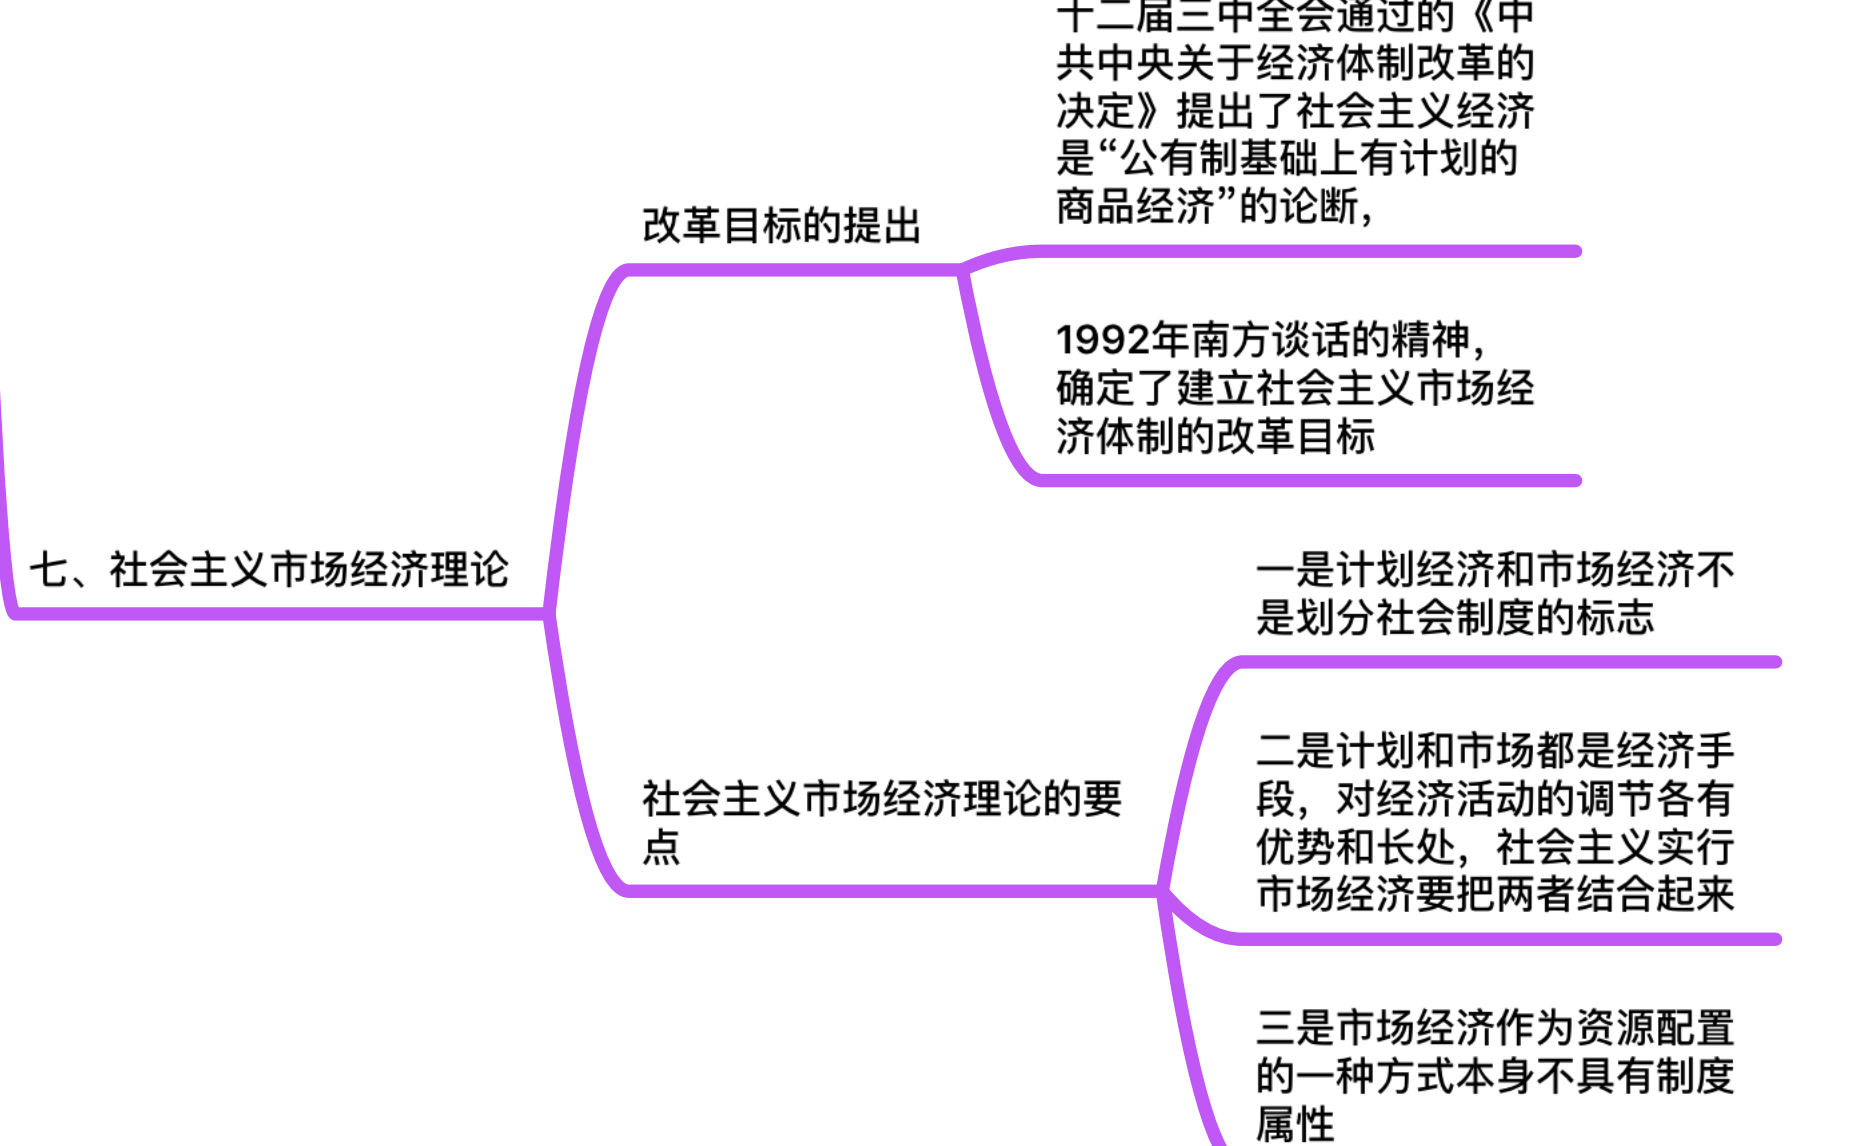 十二届三中全会通过的《中
共中央关于经济体制改革的
决定》提出了社会主义经济
是“公有制基础上有计划的
商品经济”的论断,
改革目标的提出
1992年南方谈话的精神,
确定了建立社会主义市场经
济体制的改革目标
七、社会主义市场经济理论
一是计划经济和市场经济不
是划分社会制度的标志
社会主义市场经济理论的要
点
二是计划和市场都是经济手
段，对经济活动的调节各有
优势和长处，社会主义实行
市场经济要把两者结合起来
三是市场经济作为资源配置
的一种方式本身不具有制度
属性